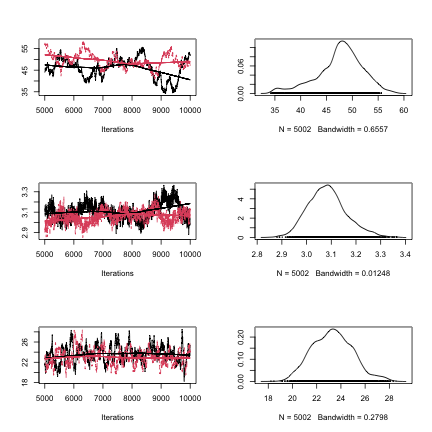 35 45 55
5000 6000 7000 8000 9000 10000
Iterations
0.00 0.06
35 40 45 50 55 60
N = 5002 Bandwidth = 0.6557
2.9 3.1 3.3
5000 6000 7000 8000 9000 10000
Iterations
0 2 4
2.8 2.9 3.0 3.1 3.2 3.3 3.4
N = 5002 Bandwidth = 0.01248
18 22 26
5000 6000 7000 8000 9000 10000
Iterations
0.00 0.10 0.20
18 20 22 24 26 28
N = 5002 Bandwidth = 0.2798